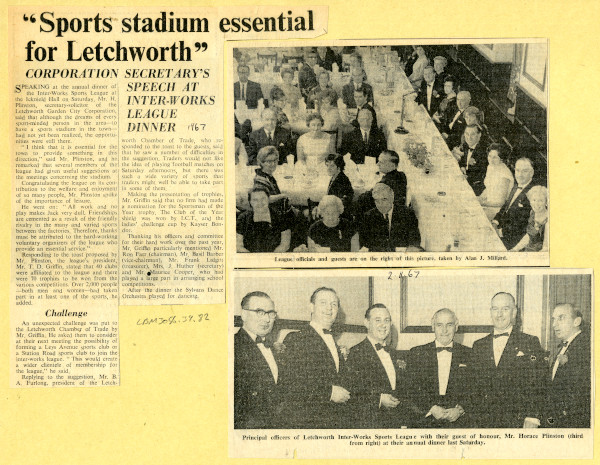 “Sports stadium essential
for Letchworth”
CORPORATION SECRETARY'S
SPEECH AT
INTER-WORKS
LEAGUE
DINNER 1967
SPEAKING at the annual dinner of
the Inter-Works Sports League at
the Icknield Hall on Saturday, Mr. H.
Plinston, secretary-solicitor of the
Letchworth Garden City Corporation,
said that although the dreams of every
sports-minded person in the area—to
have a sports stadium in the town—
had not yet been realized, the opportu-
nities were still there.
“I think that it is essential for the
town to provide something in this
direction,” said Mr. Plinston, and he
remarked that several members of the
league had given useful suggestions at
the meetings concerning the stadium.
Congratulating the league on its con-
tribution to the welfare and enjoyment
of so many people, Mr. Plinston spoke
of the importance of leisure.
He went on: “All work and no
play makes Jack very dull. Friendships
are cemented as a result of the friendly
rivalry in the many and varied sports
between the factories. Therefore, thanks
must be attributed to the hard-working
voluntary organisers of the league who
provide an essential service.”
Responding to the toast proposed by
Mr. Plinston, the league's president,
Mr. T. D. Griffin, stated that 40 clubs
were affiliated to the league and there
were 16 trophies to be won from the
various competitions. Over 2,000 people
—both men and women—had taken
part in at least one of the sports, he
added.
Challenge
An unexpected challenge was put to
the Letchworth Chamber of Trade by
Mr. Griffin. He asked them to consider
at their next meeting the possibility of
forming a Leys Avenue sports club or
a Station Road sports club to join the
inter-works league. “This would create
a wider clientele of membership for
the league,” he said.
Replying to the suggestion, Mr. B.
A. Furlong, president of the Letch-
worth Chamber of Trade, who res-
ponded to the toast to the guests, said
that he saw a number of difficulties in
the suggestion. Traders would not like
the idea of playing football matches on
Saturday afternoons, but there was
such a wide variety of sports that
traders might well be able to take part
in some of them.
Making the presentation of trophies,
Mr. Griffin said that no firm had made
a nomination for the Sportsman of the
Year trophy. The Club of the Year
shield was won by I.C.T., and the
ladies' challenge cup by Kayser Bon-
dor.
Thanking his officers and committee
for their hard work over the past year,
Mr. Griffin particularly mentioned Mr.
Roy Face (chairman), Mr. Basil Barber
(vice-chairman), Mr. Frank Leigh
(treasurer), Mrs. J. Huther (secretary)
and Mr. Maurice Cooper, who had
played a large part in arranging school
competitions.
After the dinner the Sylvans Dance
Orchestra played for dancing.
League officials and guests are on the right of this picture, taken by Alan J. Millard.
Principal officers of Letchworth Inter-Works Sports League with their guest of honour, Mr. Horace Plinston (third
from right) at their annual dinner last Saturday.